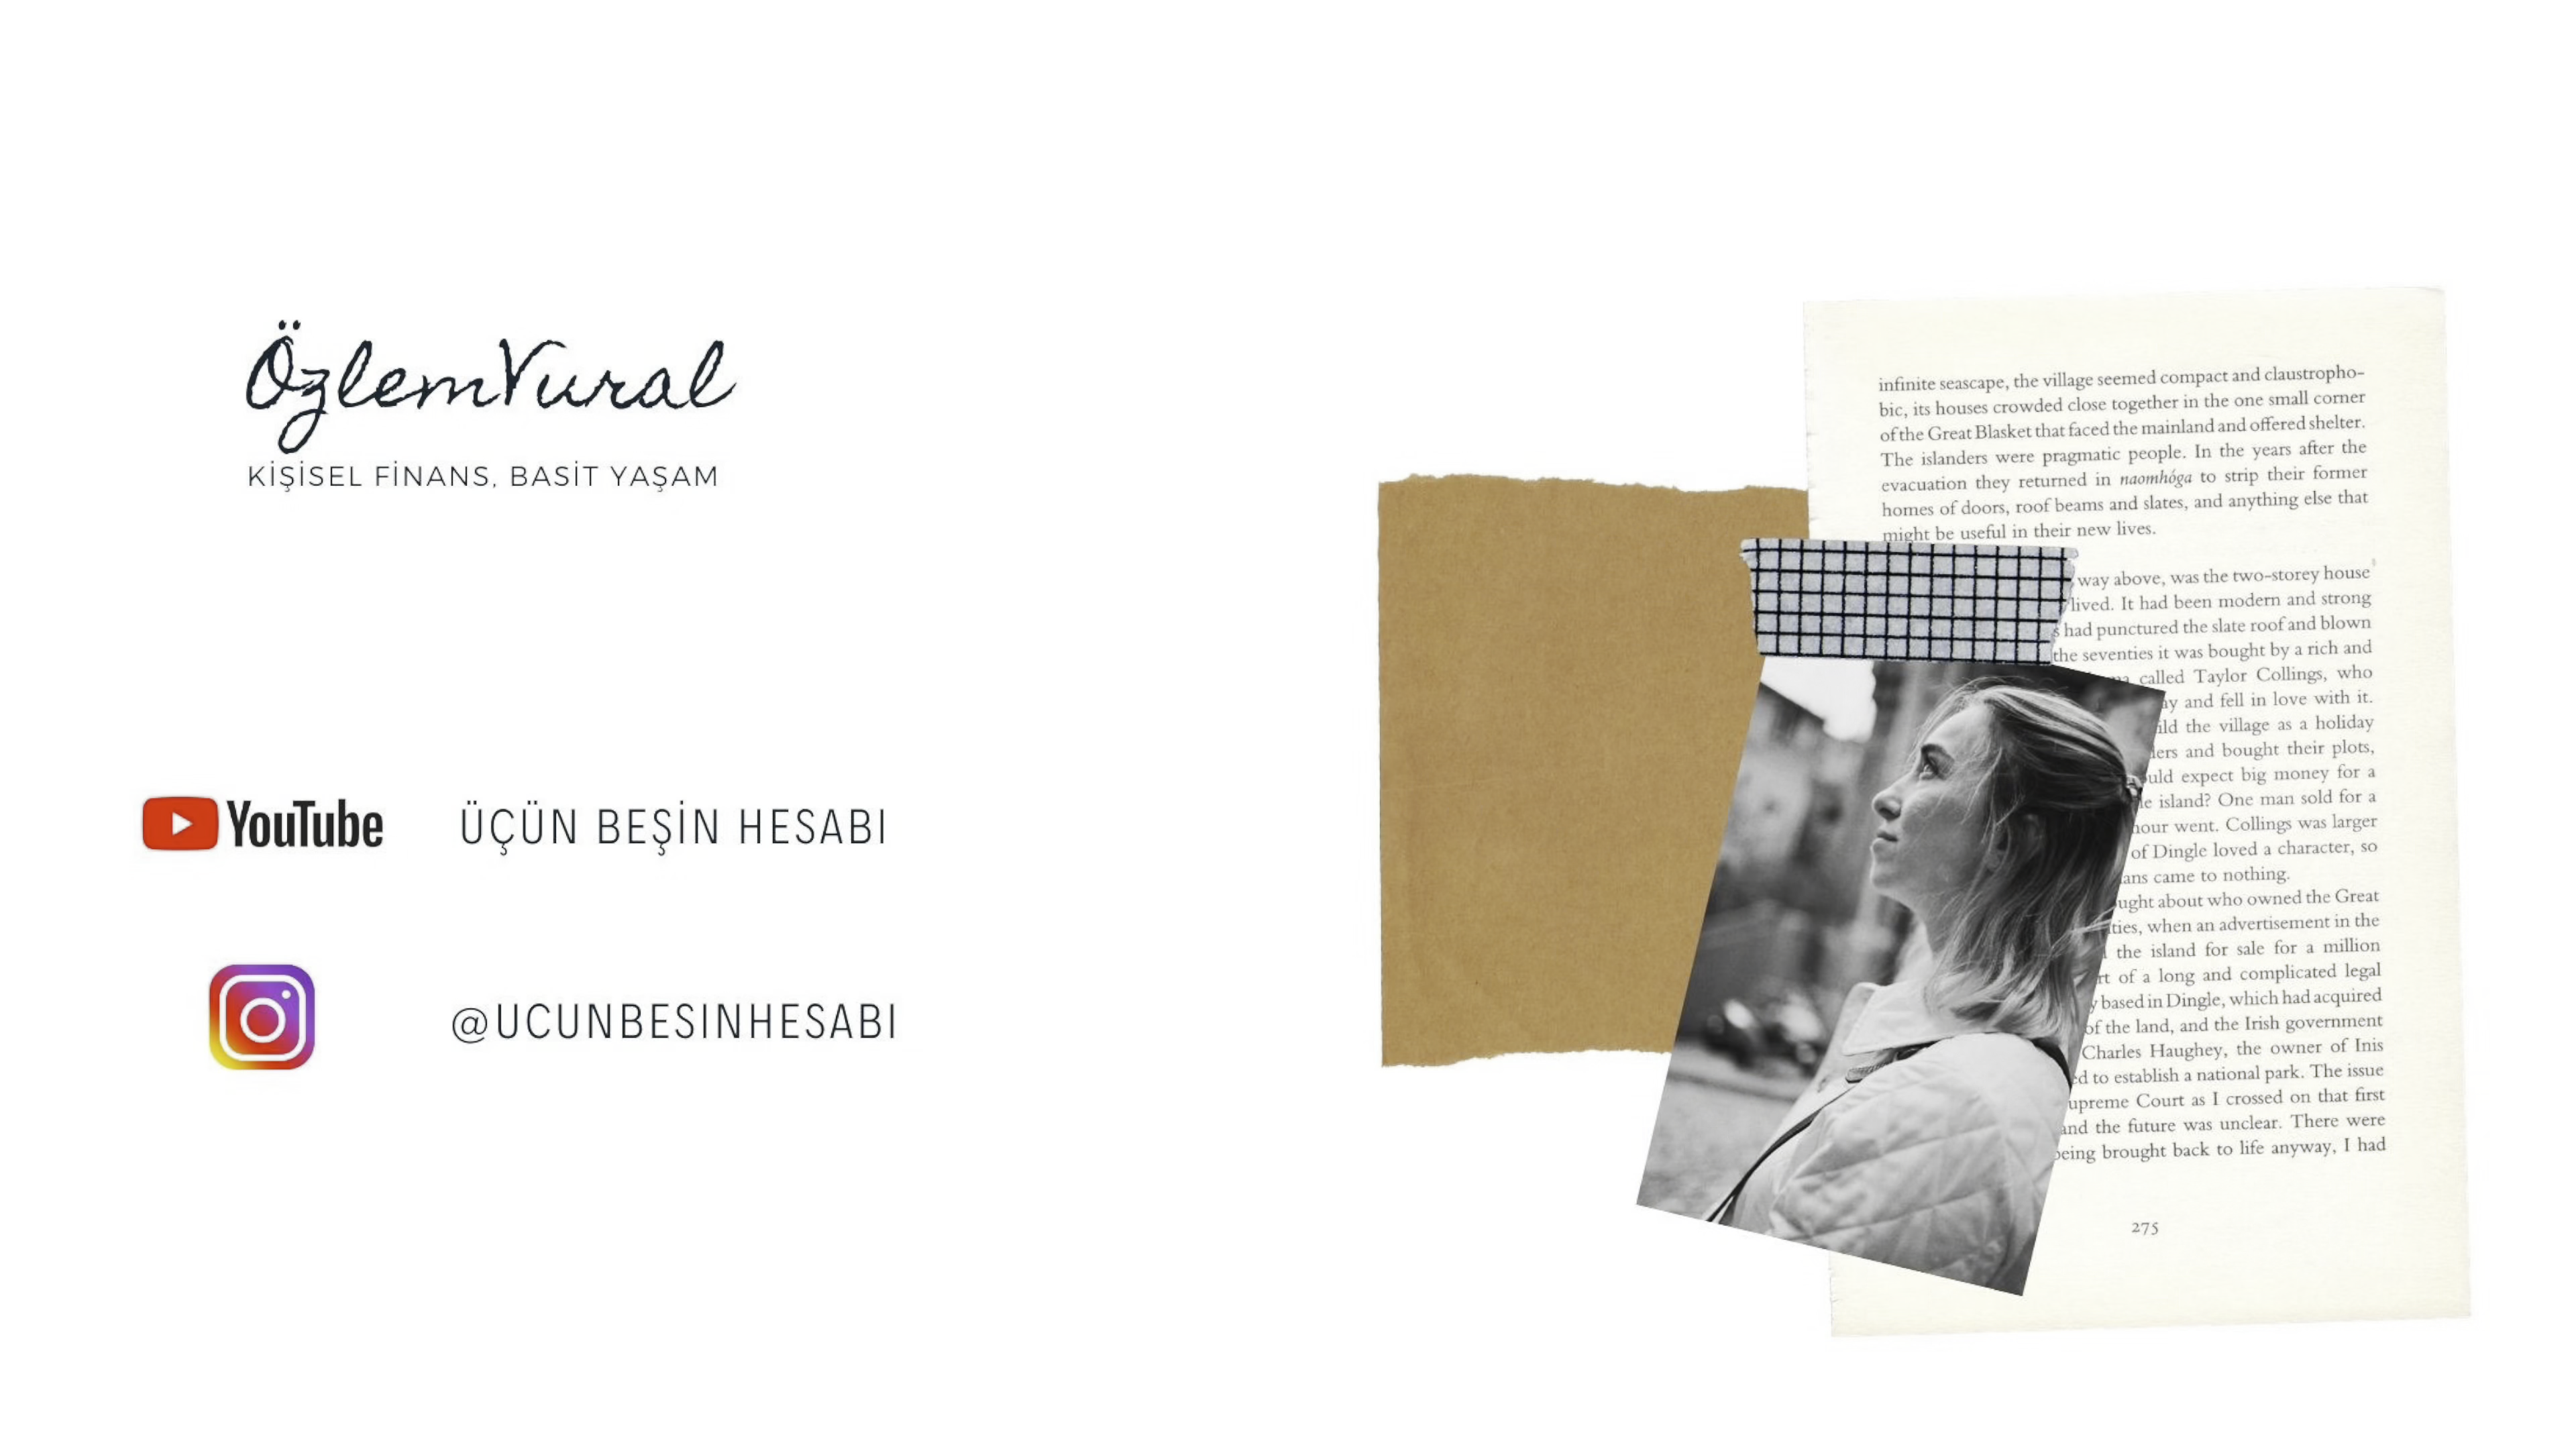 ÖzlemVural
KİŞİSEL FİNANS, BASİT YAŞAM
YouTube
ÜÇÜN BEŞİN HESABI
@UCUNBESINHESABI
infinite seascape, the village seemed compact and claustropho-
bic, its houses crowded close together in the one small corner
of the Great Blasket that faced the mainland and offered shelter.
The islanders were pragmatic people. In the years after the
evacuation they returned in naomhóga to strip their former
homes of doors, roof beams and slates, and anything else that
might be useful in their new lives.
way above, was the two-storey house
lived. It had been modern and strong
had punctured the slate roof and blown
the seventies it was bought by a rich and
called Taylor Collings, who
and fell in love with it.
the village as a holiday
and bought their plots,
expect big money for a
island? One man sold for a
went. Collings was larger
of Dingle loved a character, so
came to nothing.
about who owned the Great
when an advertisement in the
the island for sale for a million
of a long and complicated legal
based in Dingle, which had acquired
of the land, and the Irish government
Charles Haughey, the owner of Inis
to establish a national park. The issue
Court as I crossed on that first
and the future was unclear. There were
being brought back to life anyway, I had
275